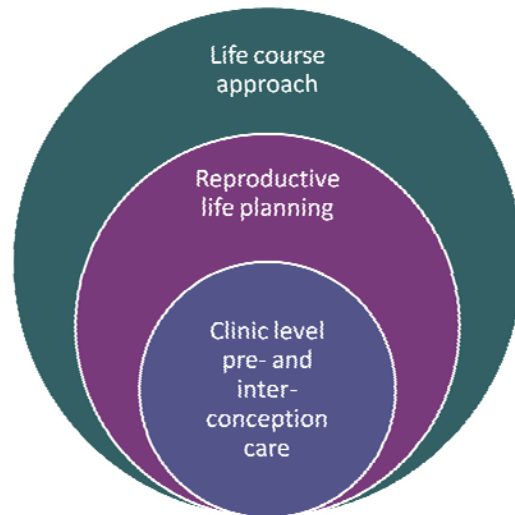 Life course
approach
Reproductive
life planning
Clinic level
pre- and
inter-
conception
care